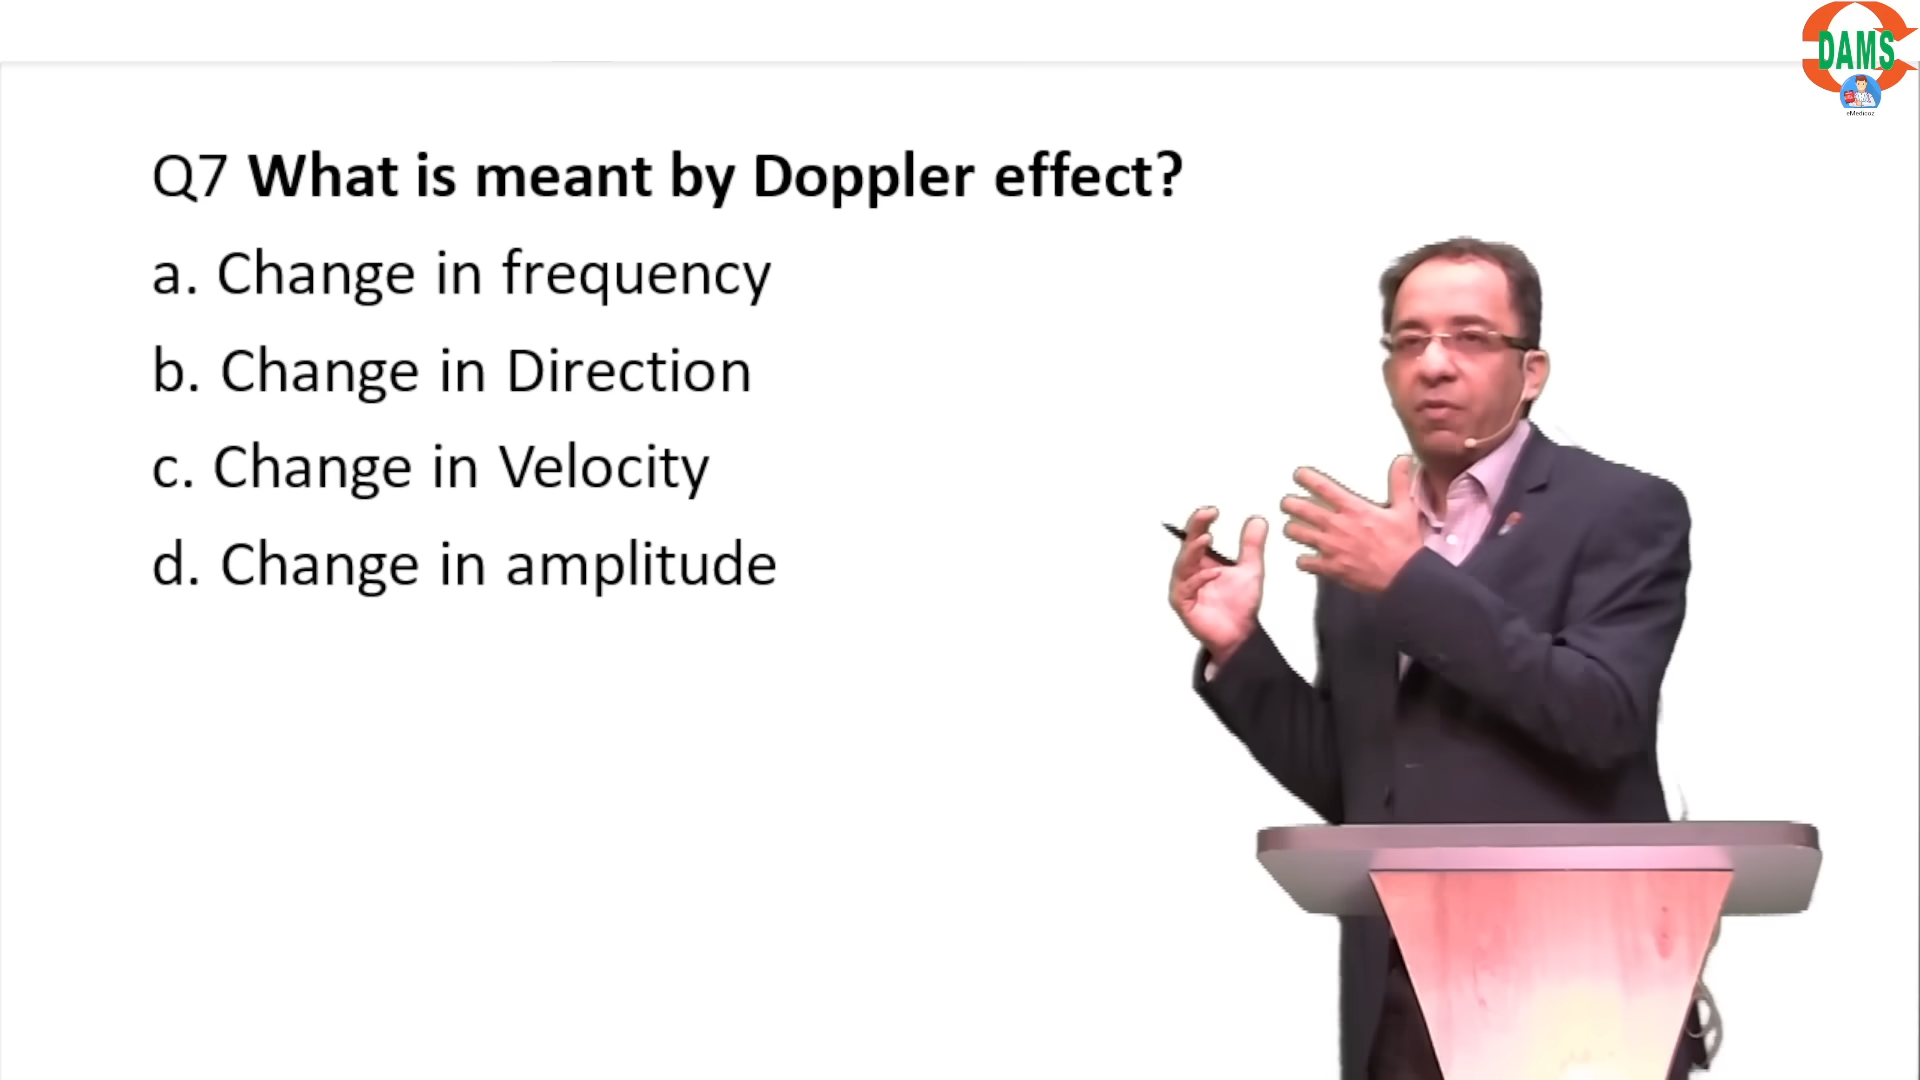 DAMS
eMedicoz
Q7 What is meant by Doppler effect?
a. Change in frequency
b. Change in Direction
c. Change in Velocity
d. Change in amplitude